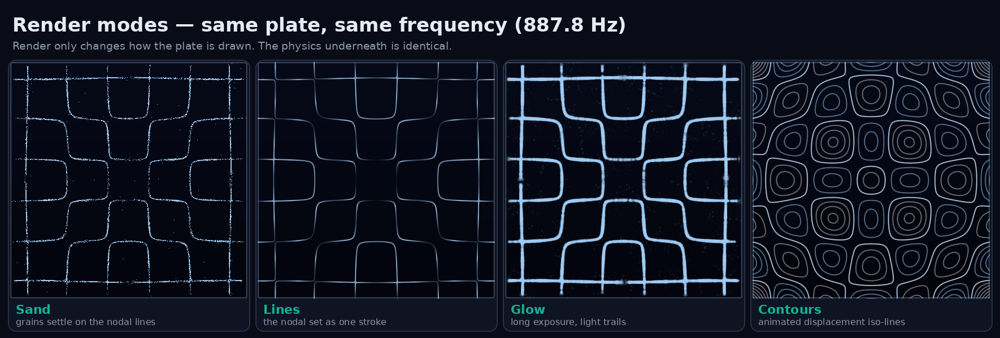 Render modes — same plate, same frequency (887.8 Hz)
Render only changes how the plate is drawn. The physics underneath is identical.
Sand
grains settle on the nodal lines
Lines
the nodal set as one stroke
Glow
long exposure, light trails
Contours
animated displacement iso-lines